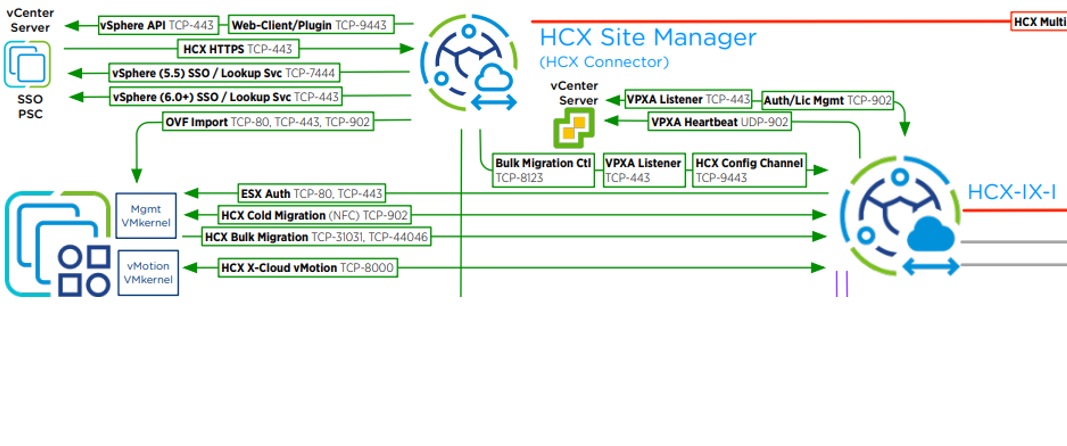 vCenter
Server
vSphere API TCP-443
Web-Client/Plugin TCP-9443
HCX HTTPS TCP-443
vSphere (5.5) SSO / Lookup Svc TCP-7444
vSphere (6.0+) SSO / Lookup Svc TCP-443
SSO
PSC
OVF Import TCP-80, TCP-443, TCP-902
HCX Site Manager
(HCX Connector)
HCX Multi
vCenter
Server
VPXA Listener TCP-443
Auth/Lic Mgmt TCP-902
VPXA Heartbeat UDP-902
Bulk Migration Ctl
TCP-8123
VPXA Listener
TCP-443
HCX Config Channel
TCP-9443
Mgmt
VMkernel
ESX Auth TCP-80, TCP-443
HCX Cold Migration (NFC) TCP-902
HCX Bulk Migration TCP-31031, TCP-44046
vMotion
VMkernel
HCX X-Cloud vMotion TCP-8000
HCX-IX-I